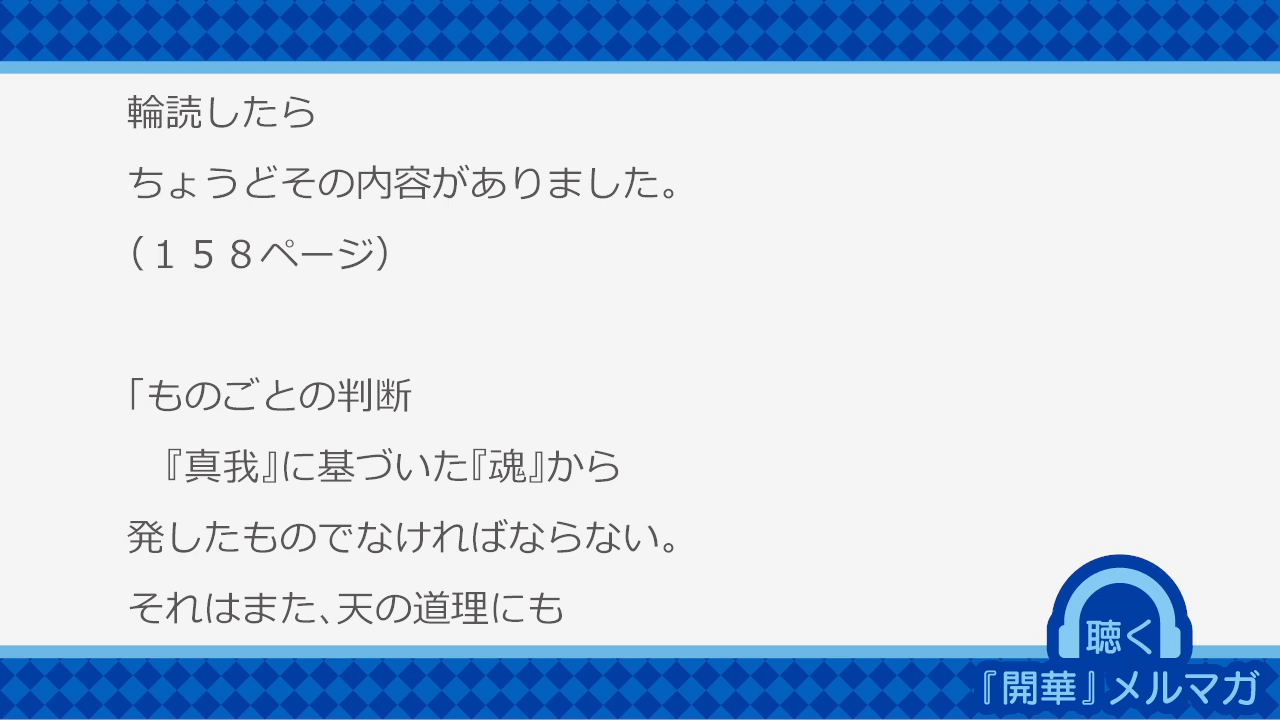 輪読したら
ちょうどその内容がありました。
(158ページ)
「ものごとの判断
『真我』に基づいた『魂』から
発したものでなければならない。
それはまた、天の道理にも
聴く
『開華』メルマガ